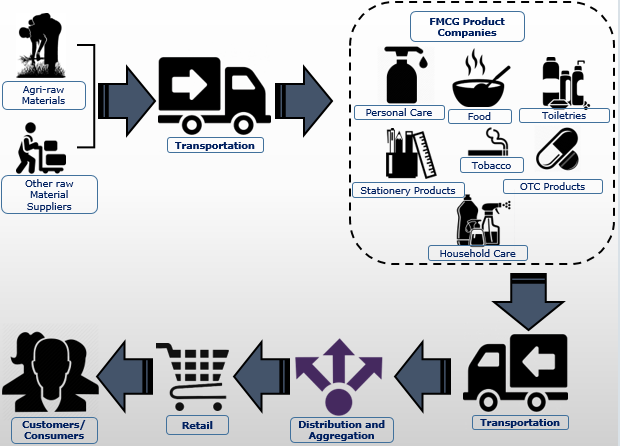 FMCG Product
Companies
Agri-raw
Materials
Other raw
Material
Suppliers
Transportation
Personal Care
Food
Toiletries
Stationery Products
Tobacco
OTC Products
Household Care
Customers/
Consumers
Retail
Distribution and
Aggregation
Transportation